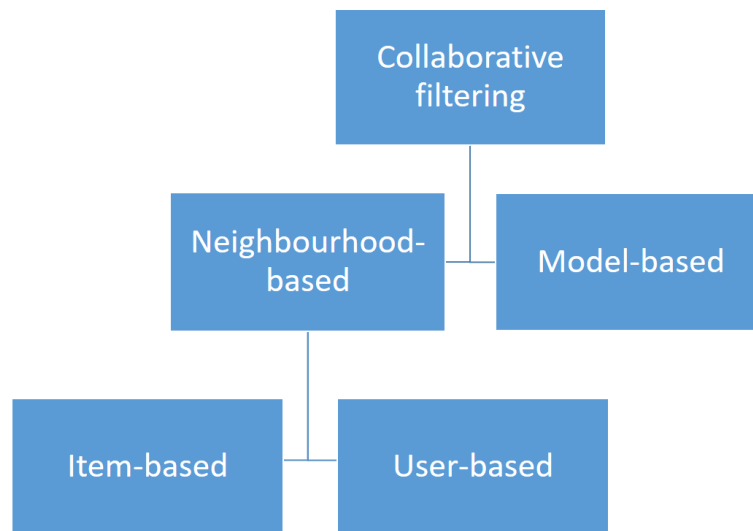 Collaborative
filtering
Neighbourhood-
based
Model-based
Item-based
User-based